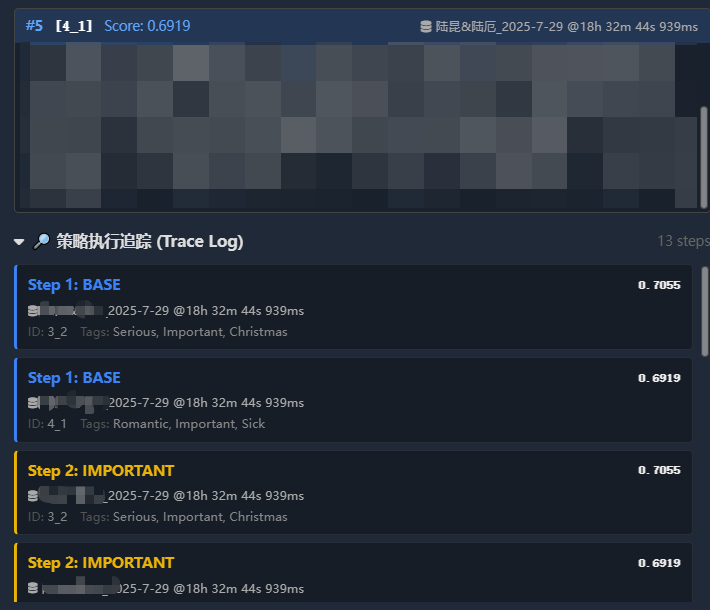 #5 [4_1] Score: 0.6919 陆昆&陆厄_2025-7-29 @18h 32m 44s 939ms
策略执行追踪 (Trace Log) 13 steps
Step 1: BASE 0.7055
_2025-7-29 @18h 32m 44s 939ms
ID: 3_2 Tags: Serious, Important, Christmas
Step 1: BASE 0.6919
_2025-7-29 @18h 32m 44s 939ms
ID: 4_1 Tags: Romantic, Important, Sick
Step 2: IMPORTANT 0.7055
_2025-7-29 @18h 32m 44s 939ms
ID: 3_2 Tags: Serious, Important, Christmas
Step 2: IMPORTANT 0.6919
2025-7-29 @18h 32m 44s 939ms